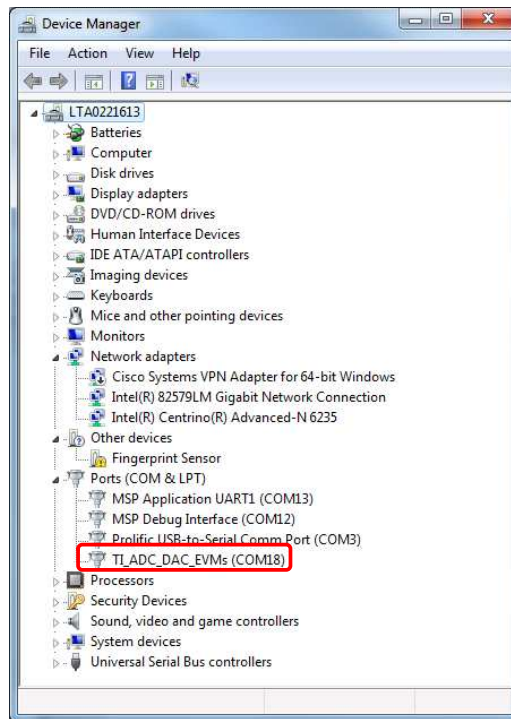 Device Manager
File Action View Help
LTA0221613
Batteries
Computer
Disk drives
Display adapters
DVD/CD-ROM drives
Human Interface Devices
IDE ATA/ATAPI controllers
Imaging devices
Keyboards
Mice and other pointing devices
Monitors
Network adapters
Cisco Systems VPN Adapter for 64-bit Windows
Intel(R) 82579LM Gigabit Network Connection
Intel(R) Centrino(R) Advanced-N 6235
Other devices
Fingerprint Sensor
Ports (COM & LPT)
MSP Application UART1 (COM13)
MSP Debug Interface (COM12)
Prolific USB-to-Serial Comm Port (COM3)
TI_ADC_DAC_EVMs (COM18)
Processors
Security Devices
Sound, video and game controllers
System devices
Universal Serial Bus controllers